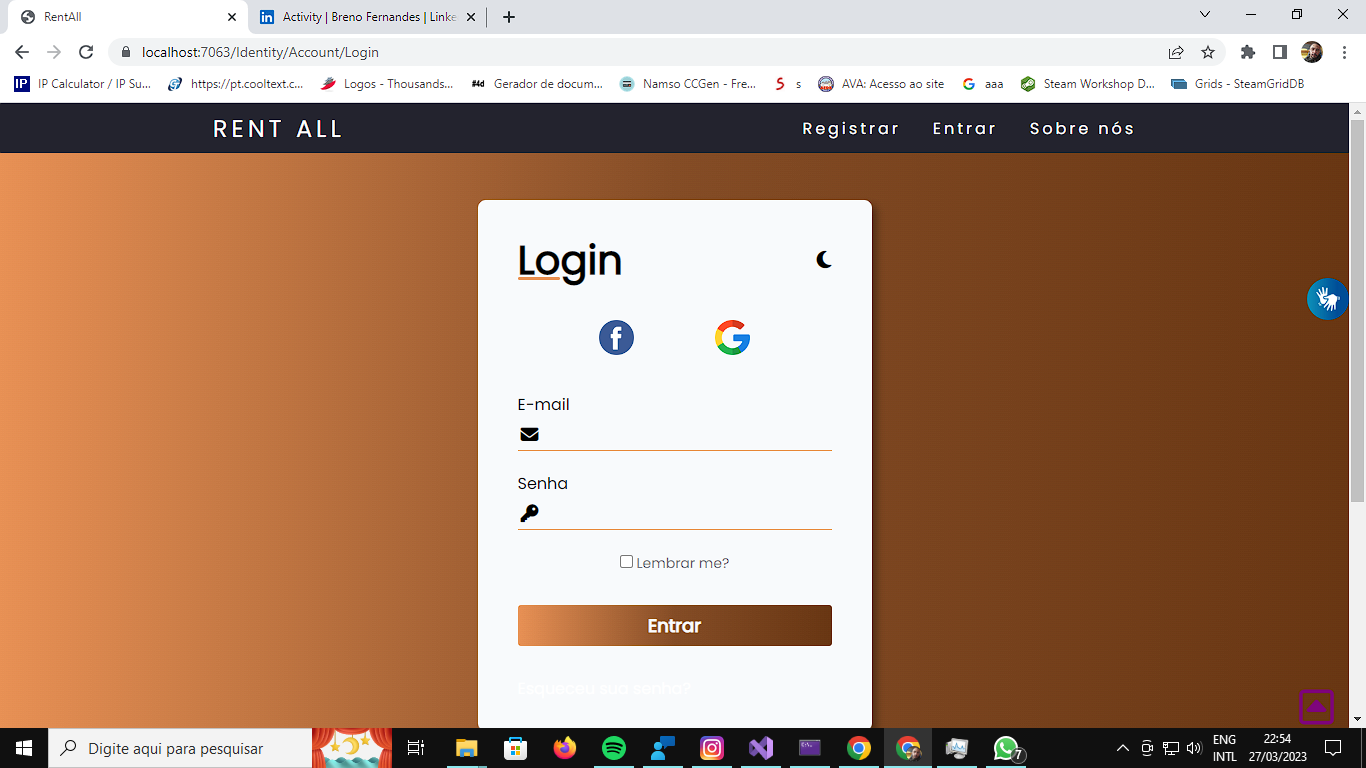 RentAll
Activity | Breno Fernandes | Linke
localhost:7063/Identity/Account/Login
IP IP Calculator / IP Su...
https://pt.cooltext.c...
Logos - Thousands...
Gerador de docum...
Namso CCGen - Fre...
S s
AVA: Acesso ao site
aaa
Steam Workshop D...
Grids - SteamGridDB
RENT ALL
Registrar
Entrar
Sobre nós
Login
E-mail
Senha
Lembrar me?
Entrar
Esqueceu sua senha?
Digite aqui para pesquisar
7
ENG
INTL
22:54
27/03/2023